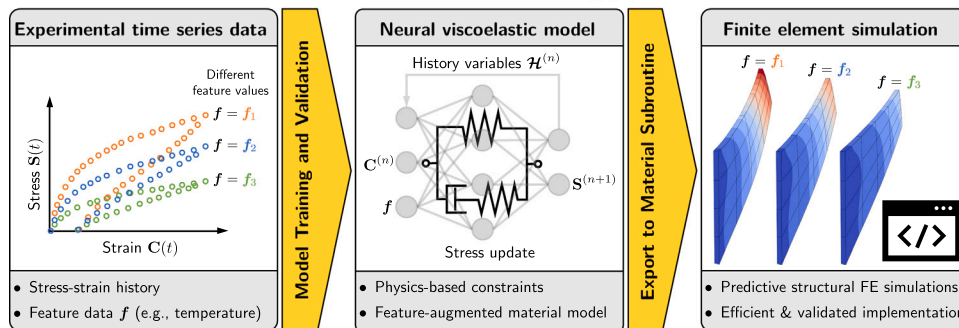 Experimental time series data
Different
feature values
f = f₁
f = f₂
f = f₃
Stress S(t)
Strain C(t)
• Stress-strain history
• Feature data f (e.g., temperature)
Model Training and Validation
Neural viscoelastic model
History variables 𝓗⁽ⁿ⁾
C⁽ⁿ⁾
f
S⁽ⁿ⁺¹⁾
Stress update
• Physics-based constraints
• Feature-augmented material model
Export to Material Subroutine
Finite element simulation
f = f₁
f = f₂
f = f₃
</>
• Predictive structural FE simulations
• Efficient & validated implementation